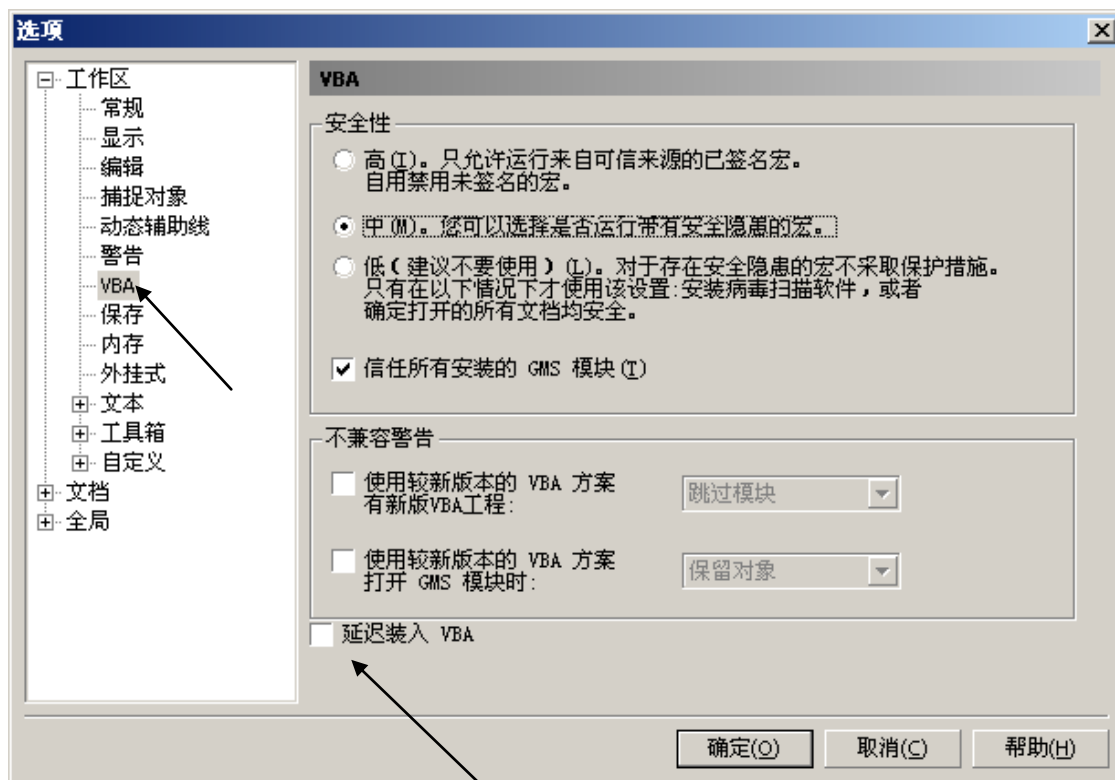 选项
工作区
常规
显示
编辑
捕捉对象
动态辅助线
警告
VBA
保存
内存
外挂式
文本
工具箱
自定义
文档
全局
VBA
安全性
高(I)。只允许运行来自可信来源的已签名宏。
自用禁用未签名的宏。
中(M)。您可以选择是否运行带有安全隐患的宏。
低(建议不要使用)(L)。对于存在安全隐患的宏不采取保护措施。
只有在以下情况下才使用该设置:安装病毒扫描软件,或者
确定打开的所有文档均安全。
信任所有安装的 GMS 模块(T)
不兼容警告
使用较新版本的 VBA 方案
有新版VBA工程:
跳过模块
使用较新版本的 VBA 方案
打开 GMS 模块时:
保留对象
延迟装入 VBA
确定(O)
取消(C)
帮助(H)